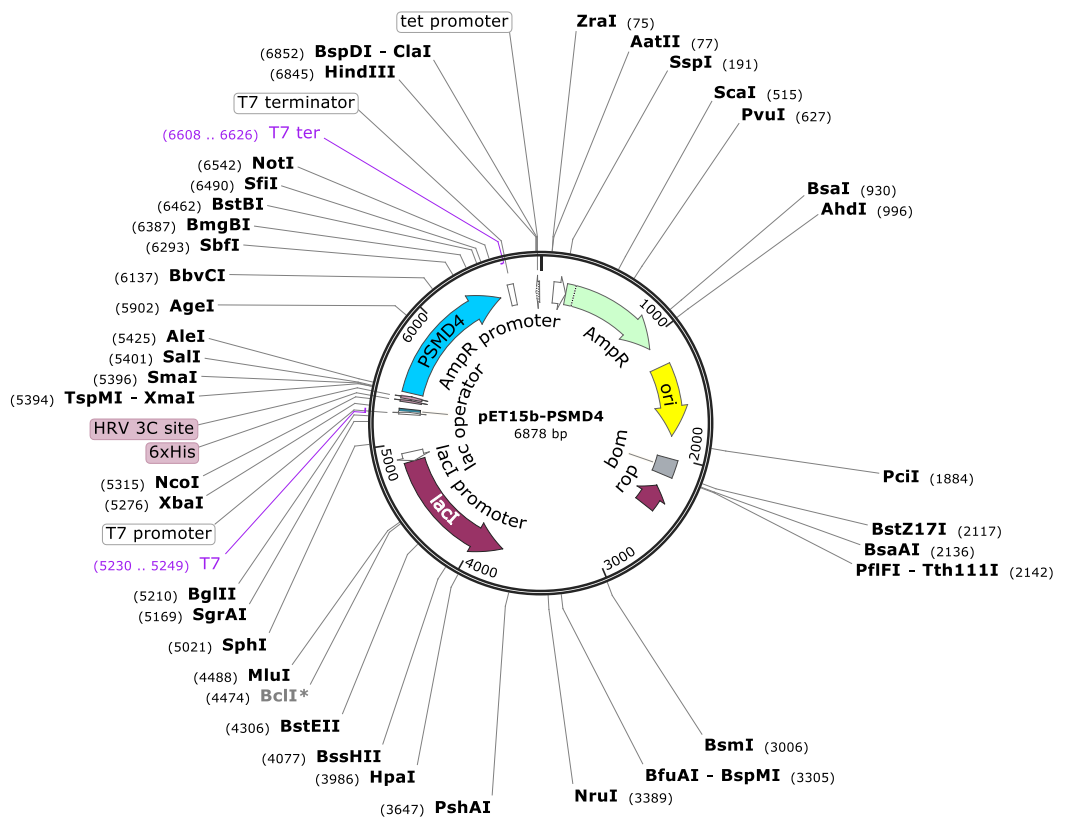 tet promoter
ZraI (75)
AatII (77)
SspI (191)
ScaI (515)
PvuI (627)
BsaI (930)
AhdI (996)
PciI (1884)
BstZ17I (2117)
BsaAI (2136)
PflFI - Tth111I (2142)
BsmI (3006)
BfuAI - BspMI (3305)
NruI (3389)
(3647) PshAI
(3986) HpaI
(4077) BssHII
(4306) BstEII
(4474) BclI*
(4488) MluI
(5021) SphI
(5169) SgrAI
(5210) BglII
(5230 .. 5249) T7
T7 promoter
(5276) XbaI
(5315) NcoI
6xHis
HRV 3C site
(5394) TspMI - XmaI
(5396) SmaI
(5401) SalI
(5425) AleI
(5902) AgeI
(6137) BbvCI
(6293) SbfI
(6387) BmgBI
(6462) BstBI
(6490) SfiI
(6542) NotI
(6608 .. 6626) T7 ter
T7 terminator
(6845) HindIII
(6852) BspDI - ClaI
1000
2000
3000
4000
5000
6000
AmpR promoter
AmpR
ori
bom
rop
lacI
lacI promoter
lac operator
PSMD4
pET15b-PSMD4
6878 bp